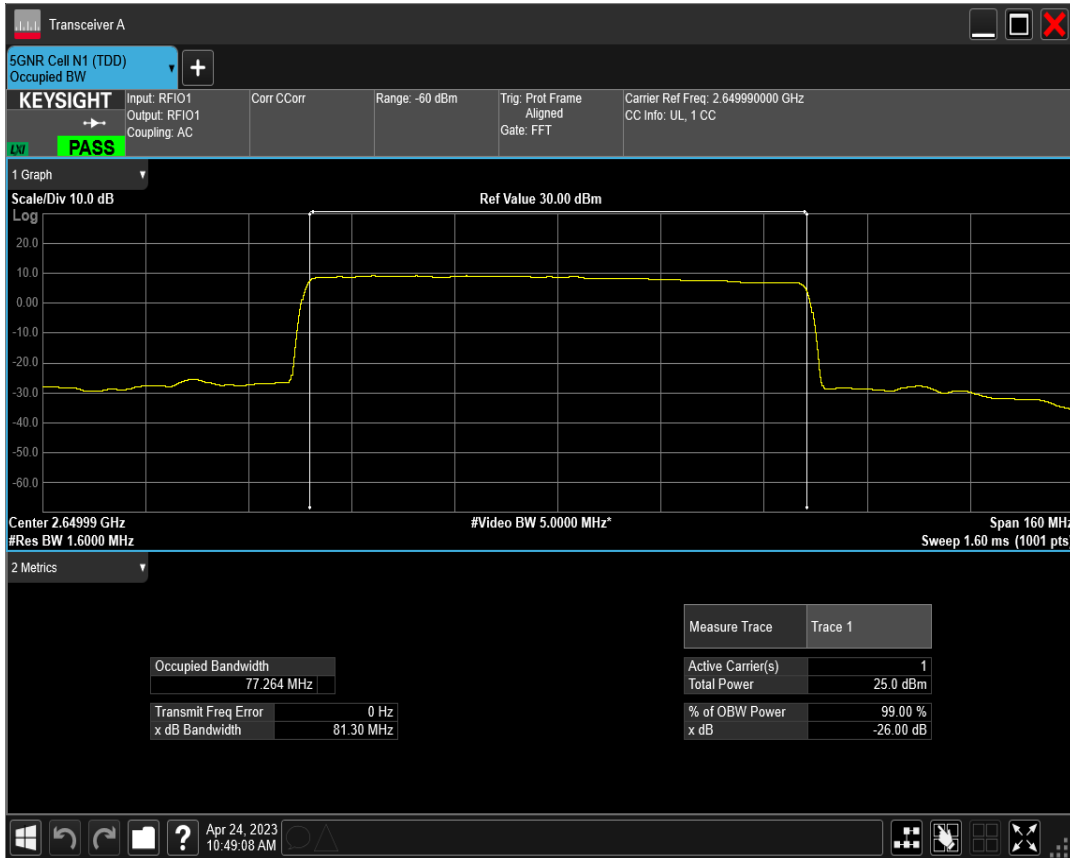 Transceiver A
5GNR Cell N1 (TDD)
Occupied BW
+
KEYSIGHT
LXI
PASS
Input: RFIO1
Output: RFIO1
Coupling: AC
Corr CCorr
Range: -60 dBm
Trig: Prot Frame
Aligned
Gate: FFT
Carrier Ref Freq: 2.649990000 GHz
CC Info: UL, 1 CC
1 Graph
Scale/Div 10.0 dB
Ref Value 30.00 dBm
Log
20.0
10.0
0.00
-10.0
-20.0
-30.0
-40.0
-50.0
-60.0
Center 2.64999 GHz
#Video BW 5.0000 MHz*
Span 160 MHz
#Res BW 1.6000 MHz
Sweep 1.60 ms (1001 pts)
2 Metrics
Measure Trace Trace 1
Occupied Bandwidth
77.264 MHz
Active Carrier(s) 1
Total Power 25.0 dBm
Transmit Freq Error 0 Hz
x dB Bandwidth 81.30 MHz
% of OBW Power 99.00 %
x dB -26.00 dB
?
Apr 24, 2023
10:49:08 AM